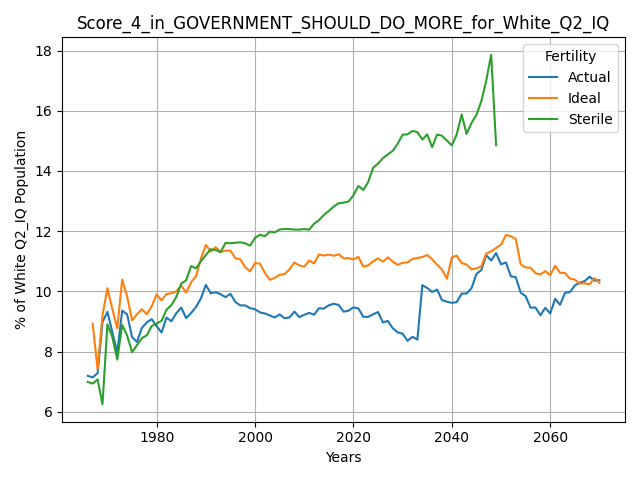 Score_4_in_GOVERNMENT_SHOULD_DO_MORE_for_White_Q2_IQ
Fertility
Actual
Ideal
Sterile
% of White Q2_IQ Population
18
16
14
12
10
8
6
1980
2000
2020
2040
2060
Years